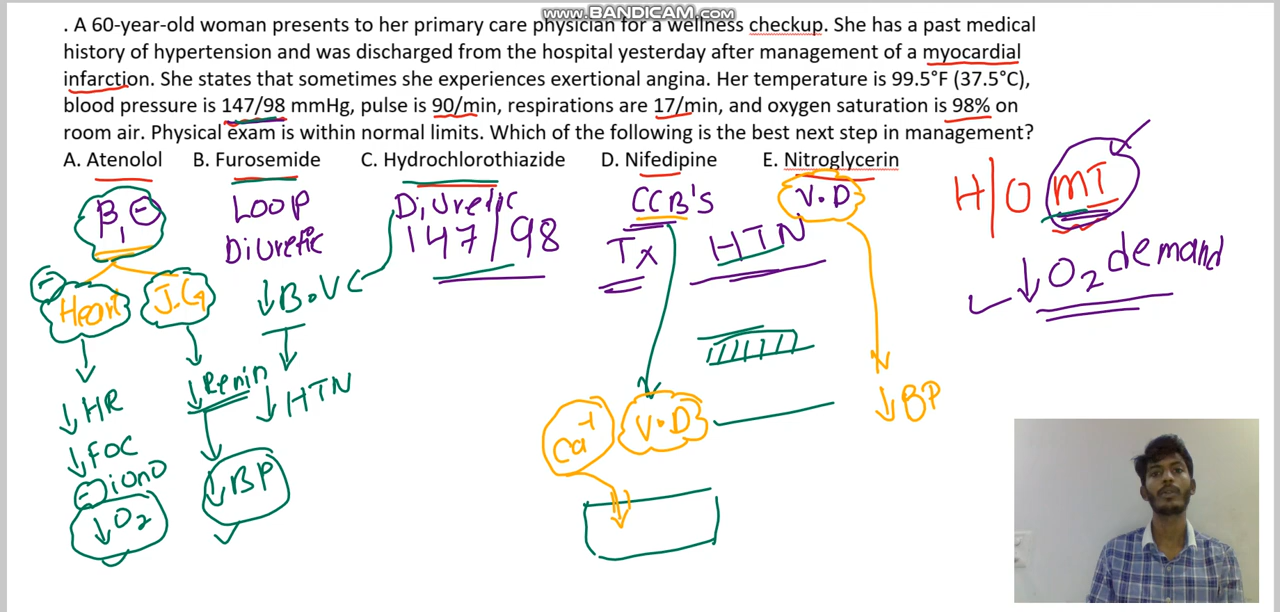 www.BANDICAM.com
. A 60-year-old woman presents to her primary care physician for a wellness checkup. She has a past medical
history of hypertension and was discharged from the hospital yesterday after management of a myocardial
infarction. She states that sometimes she experiences exertional angina. Her temperature is 99.5°F (37.5°C),
blood pressure is 147/98 mmHg, pulse is 90/min, respirations are 17/min, and oxygen saturation is 98% on
room air. Physical exam is within normal limits. Which of the following is the best next step in management?
A. Atenolol B. Furosemide C. Hydrochlorothiazide D. Nifedipine E. Nitroglycerin
β1 ⊖ LOOP Diuretic CCB'S V.D H/O MI
Diuretic 147/98 Tx HTN ↓O2 demand
Heart J.G ↓B.VC
↓HR ↓Renin ↓HTN ↓BP
↓FOC Ca+ V.D
⊖iono ↓BP
↓O2